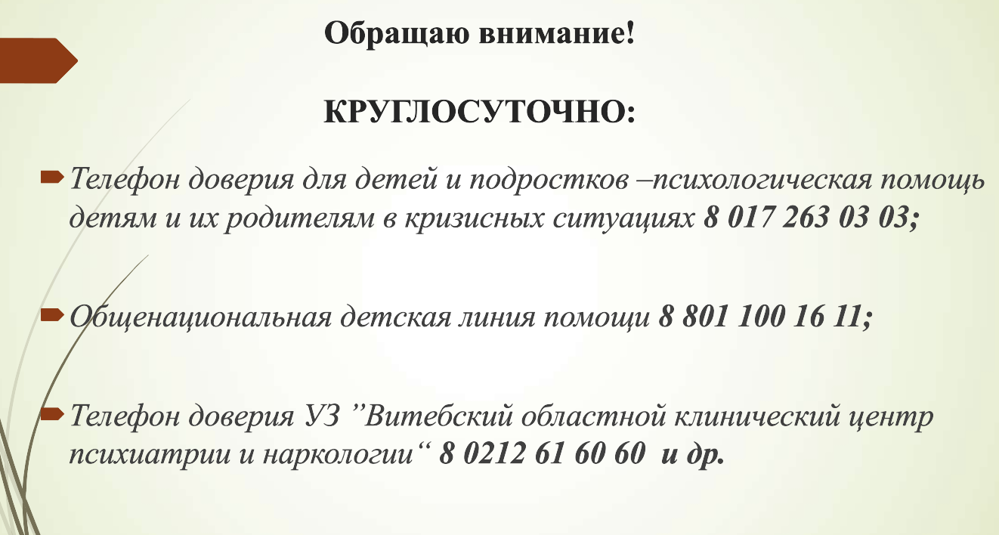 Обращаю внимание!
КРУГЛОСУТОЧНО:
Телефон доверия для детей и подростков –психологическая помощь
детям и их родителям в кризисных ситуациях 8 017 263 03 03;
Общенациональная детская линия помощи 8 801 100 16 11;
Телефон доверия УЗ ”Витебский областной клинический центр
психиатрии и наркологии“ 8 0212 61 60 60 и др.